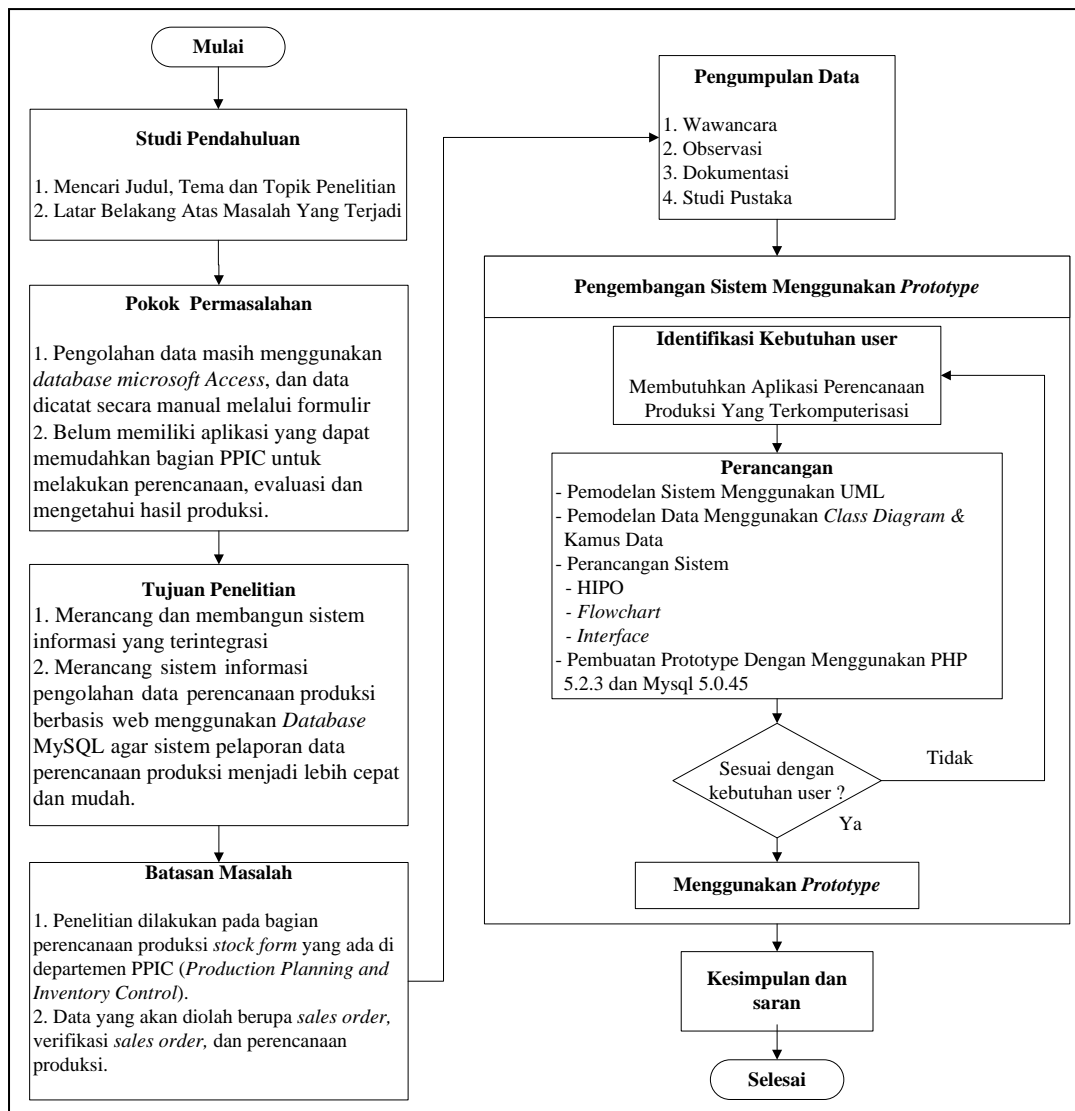 Mulai
Studi Pendahuluan
1. Mencari Judul, Tema dan Topik Penelitian
2. Latar Belakang Atas Masalah Yang Terjadi
Pokok Permasalahan
1. Pengolahan data masih menggunakan
database microsoft Access, dan data
dicatat secara manual melalui formulir
2. Belum memiliki aplikasi yang dapat
memudahkan bagian PPIC untuk
melakukan perencanaan, evaluasi dan
mengetahui hasil produksi.
Tujuan Penelitian
1. Merancang dan membangun sistem
informasi yang terintegrasi
2. Merancang sistem informasi
pengolahan data perencanaan produksi
berbasis web menggunakan Database
MySQL agar sistem pelaporan data
perencanaan produksi menjadi lebih cepat
dan mudah.
Batasan Masalah
1. Penelitian dilakukan pada bagian
perencanaan produksi stock form yang ada di
departemen PPIC (Production Planning and
Inventory Control).
2. Data yang akan diolah berupa sales order,
verifikasi sales order, dan perencanaan
produksi.
Pengumpulan Data
1. Wawancara
2. Observasi
3. Dokumentasi
4. Studi Pustaka
Pengembangan Sistem Menggunakan Prototype
Identifikasi Kebutuhan user
Membutuhkan Aplikasi Perencanaan
Produksi Yang Terkomputerisasi
Perancangan
- Pemodelan Sistem Menggunakan UML
- Pemodelan Data Menggunakan Class Diagram &
Kamus Data
- Perancangan Sistem
- HIPO
- Flowchart
- Interface
- Pembuatan Prototype Dengan Menggunakan PHP
5.2.3 dan Mysql 5.0.45
Sesuai dengan
kebutuhan user ?
Tidak
Ya
Menggunakan Prototype
Kesimpulan dan
saran
Selesai